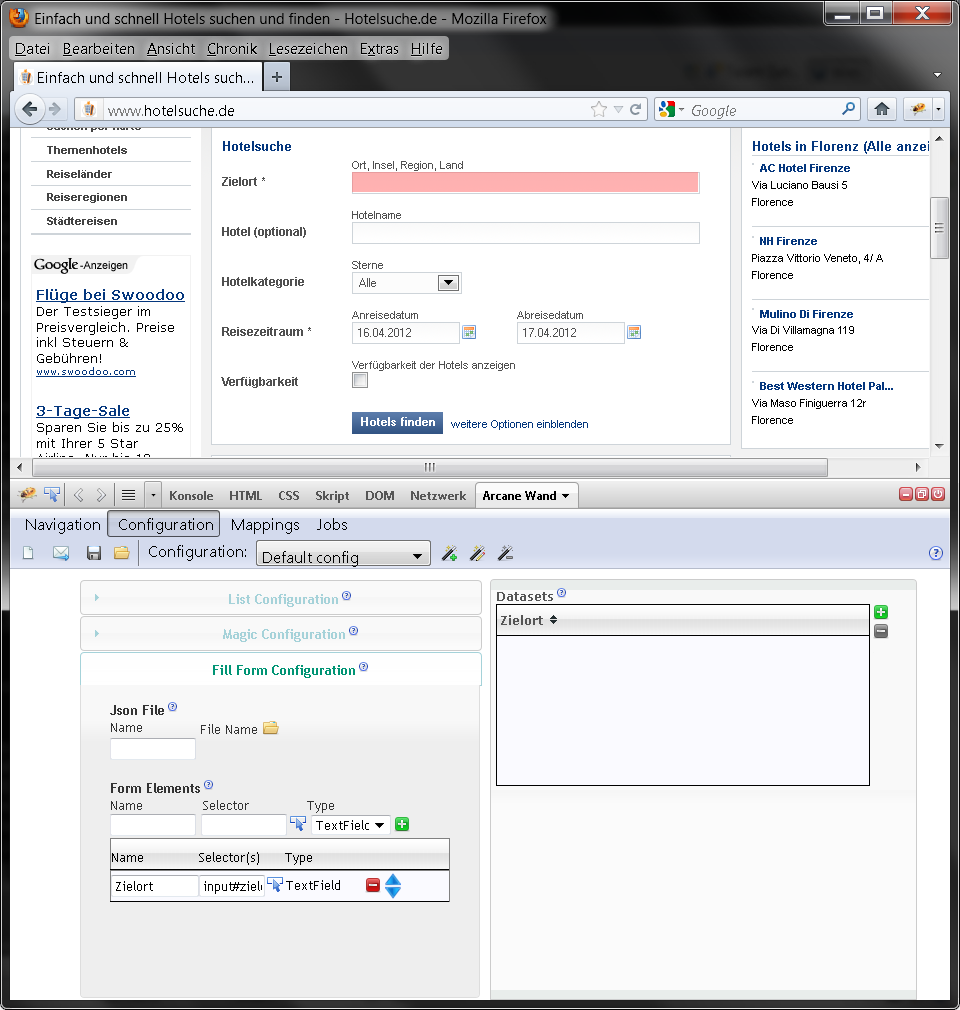 Einfach und schnell Hotels suchen und finden - Hotelsuche.de - Mozilla Firefox
Datei Bearbeiten Ansicht Chronik Lesezeichen Extras Hilfe
Einfach und schnell Hotels such...
www.hotelsuche.de
Google
Themenhotels
Reiseländer
Reiseregionen
Städtereisen
Google-Anzeigen
Flüge bei Swoodoo
Der Testsieger im
Preisvergleich. Preise
inkl Steuern &
Gebühren!
www.swoodoo.com
3-Tage-Sale
Sparen Sie bis zu 25%
mit Ihrer 5 Star
Hotelsuche
Ort, Insel, Region, Land
Zielort *
Hotelname
Hotel (optional)
Sterne
Hotelkategorie Alle
Anreisedatum Abreisedatum
Reisezeitraum * 16.04.2012 17.04.2012
Verfügbarkeit der Hotels anzeigen
Verfügbarkeit
Hotels finden weitere Optionen einblenden
Hotels in Florenz (Alle anzei
AC Hotel Firenze
Via Luciano Bausi 5
Florence
NH Firenze
Piazza Vittorio Veneto, 4/ A
Florence
Mulino Di Firenze
Via Di Villamagna 119
Florence
Best Western Hotel Pal...
Via Maso Finiguerra 12r
Florence
Konsole HTML CSS Skript DOM Netzwerk Arcane Wand
Navigation Configuration Mappings Jobs
Configuration: Default config
List Configuration
Magic Configuration
Fill Form Configuration
Json File
Name File Name
Form Elements
Name Selector Type
TextFielc
Name Selector(s) Type
Zielort input#ziel TextField
Datasets
Zielort